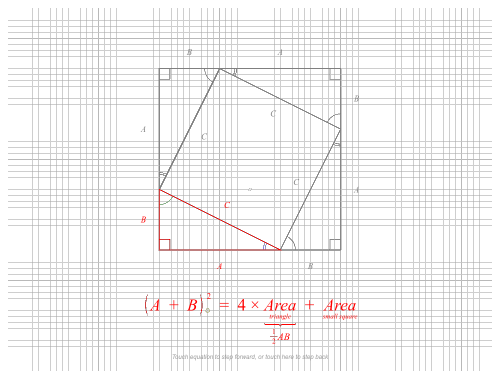 B A
B
C
A C
C A
B C
A B
(A + B)² = 4 × Area + Area
triangle small square
½AB
Touch equation to step forward, or touch here to step back